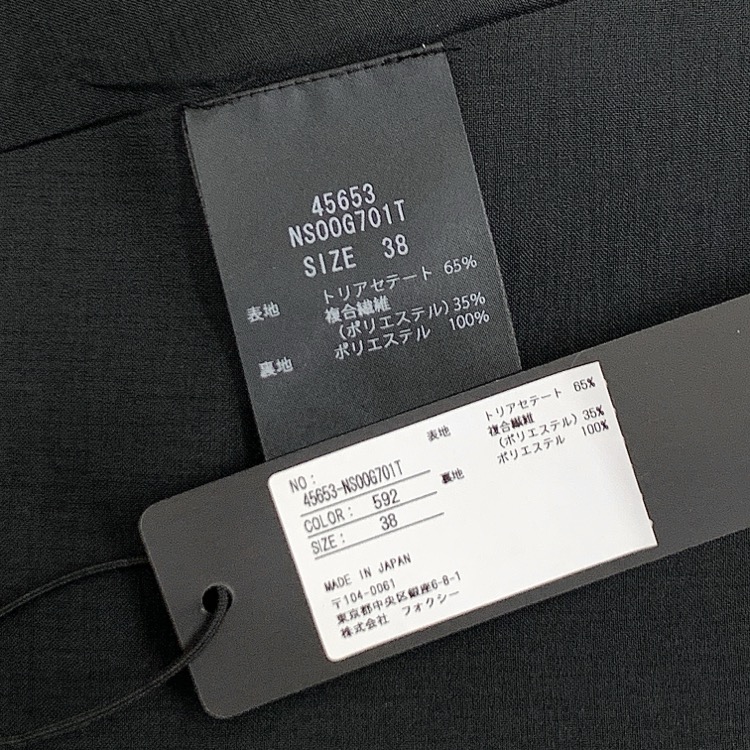 45653
NS00G701T
SIZE 38
表地 トリアセテート 65%
複合繊維
(ポリエステル) 35%
裏地 ポリエステル 100%
NO:
45653-NS00G701T
COLOR: 592
SIZE: 38
表地 トリアセテート 65%
複合繊維
(ポリエステル) 35%
裏地 ポリエステル 100%
MADE IN JAPAN
〒104-0061
東京都中央区銀座6-8-1
株式会社 フォクシー